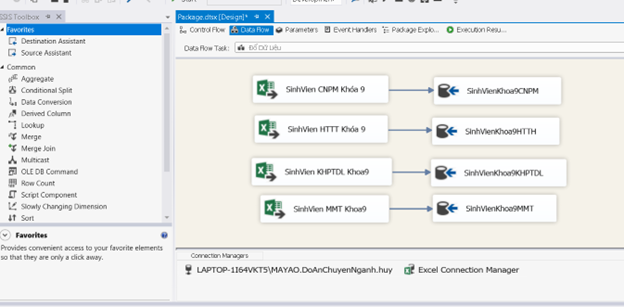 Start
Development
SSIS Toolbox
Package.dtsx [Design]*
Favorites
Destination Assistant
Source Assistant
Common
Aggregate
Conditional Split
Data Conversion
Derived Column
Lookup
Merge
Merge Join
Multicast
OLE DB Command
Row Count
Script Component
Slowly Changing Dimension
Sort
Favorites
Provides convenient access to your favorite elements
so that they are only a click away.
Control Flow
Data Flow
Parameters
Event Handlers
Package Explo...
Execution Resu...
Data Flow Task:
Đổ Dữ Liệu
SinhVien CNPM Khóa 9
SinhVienKhoa9CNPM
SinhVien HTTT Khóa 9
SinhVienKhoa9HTTH
SinhVien KHPTDL Khoa9
SinhVienKhoa9KHPTDL
SinhVien MMT Khoa9
SinhVienKhoa9MMT
Connection Managers
LAPTOP-1I64VKT5\MAYAO.DoAnChuyenNganh.huy
Excel Connection Manager